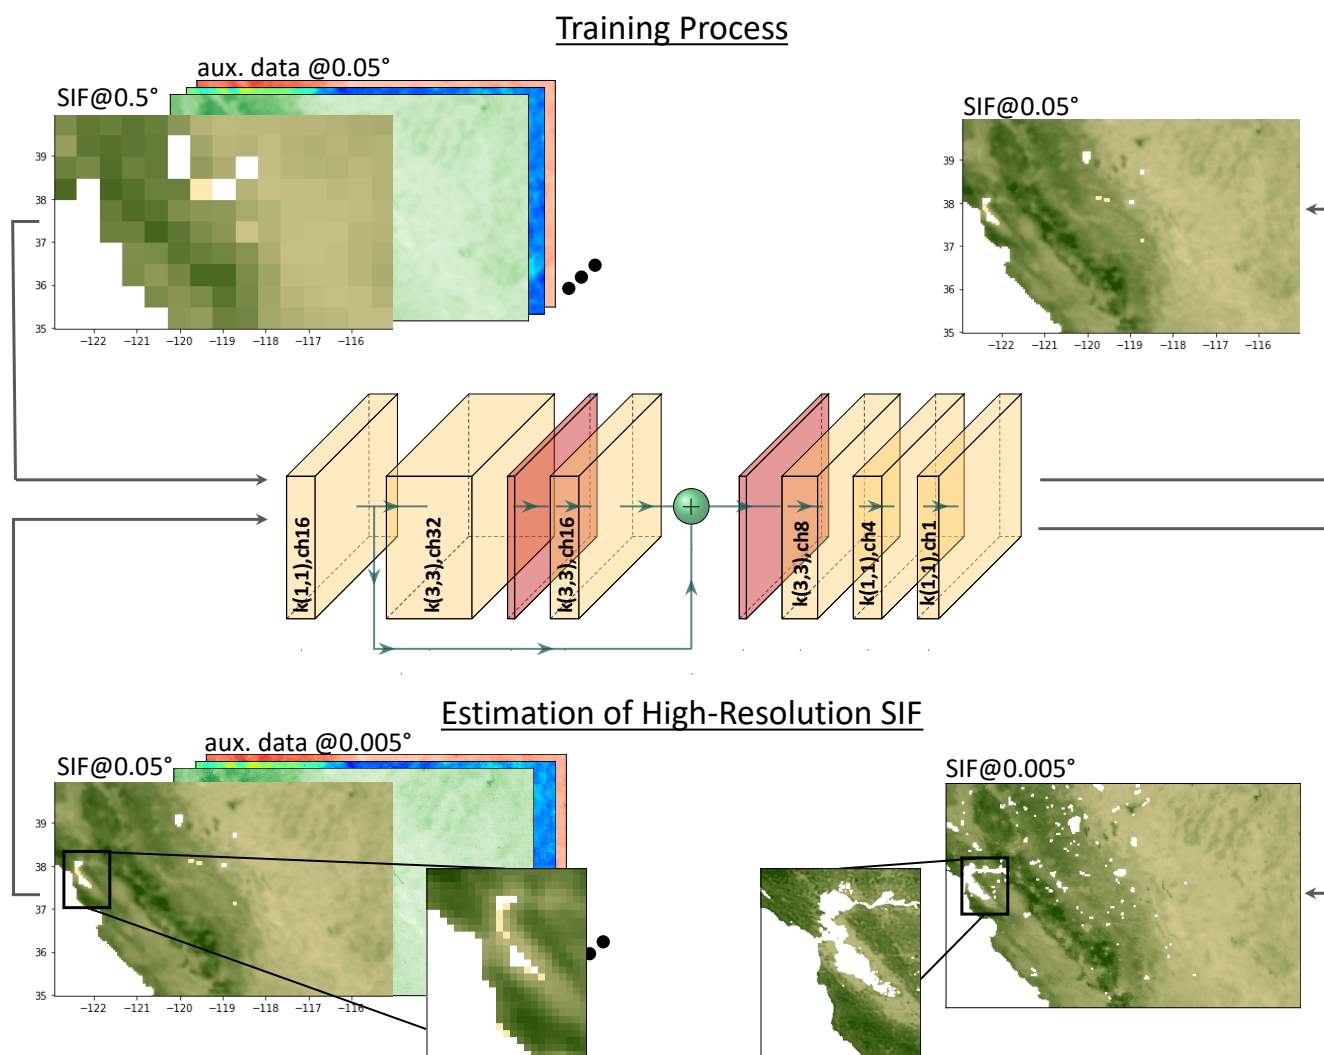 Training Process
aux. data @0.05°
SIF@0.5°
39
38
37
36
35
−122 −121 −120 −119 −118 −117 −116
SIF@0.05°
39
38
37
36
35
−122 −121 −120 −119 −118 −117 −116
k(1,1),ch16
k(3,3),ch32
k(3,3),ch16
+
k(3,3),ch8
k(1,1),ch4
k(1,1),ch1
Estimation of High-Resolution SIF
aux. data @0.005°
SIF@0.05°
39
38
37
36
35
−122 −121 −120 −119 −118 −117 −116
SIF@0.005°